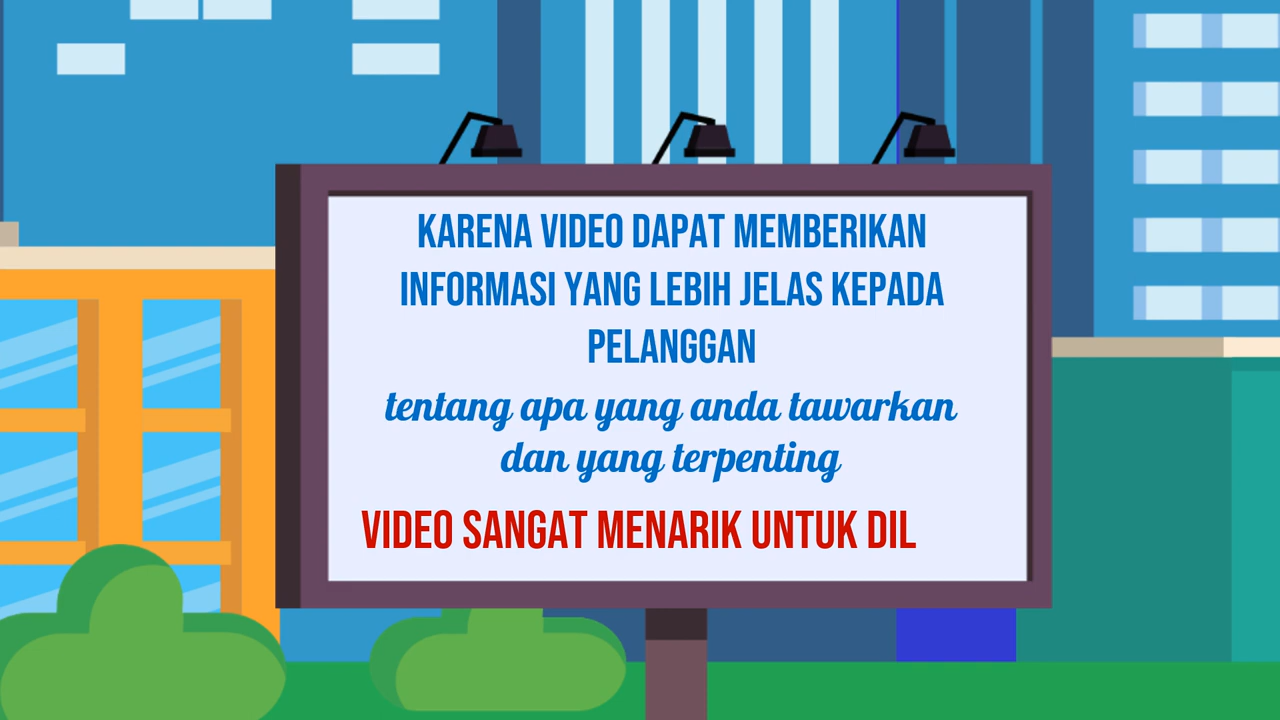 KARENA VIDEO DAPAT MEMBERIKAN
INFORMASI YANG LEBIH JELAS KEPADA
PELANGGAN
tentang apa yang anda tawarkan
dan yang terpenting
VIDEO SANGAT MENARIK UNTUK DIL